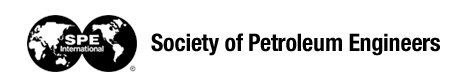 SPE
International
®
Society of Petroleum Engineers